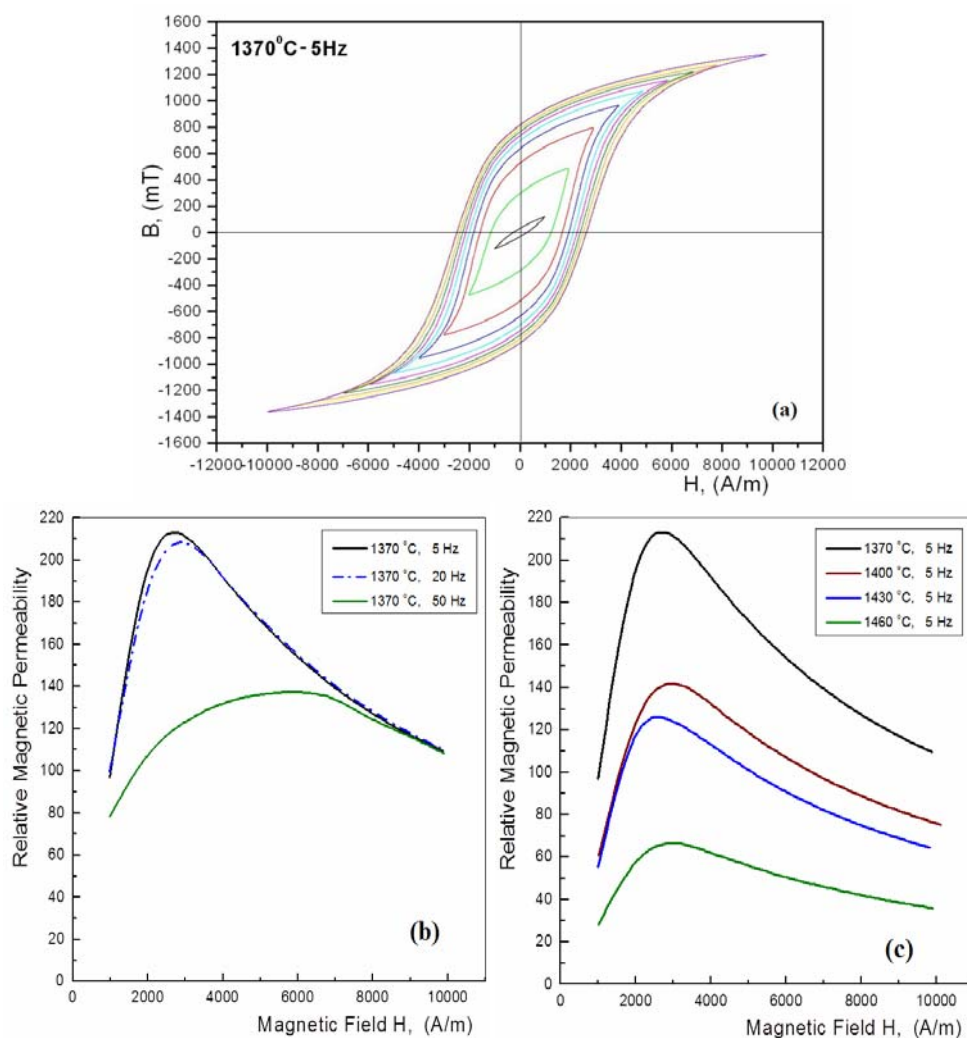 1370°C-5Hz
B, (mT)
1600
1400
1200
1000
800
600
400
200
0
-200
-400
-600
-800
-1000
-1200
-1400
-1600
(a)
-12000 -10000 -8000 -6000 -4000 -2000 0 2000 4000 6000 8000 10000 12000
H, (A/m)
Relative Magnetic Permeability
220
200
180
160
140
120
100
80
60
40
20
0
1370 °C, 5 Hz
1370 °C, 20 Hz
1370 °C, 50 Hz
(b)
0 2000 4000 6000 8000 10000
Magnetic Field H, (A/m)
Relative Magnetic Permeability
220
200
180
160
140
120
100
80
60
40
20
0
1370 °C, 5 Hz
1400 °C, 5 Hz
1430 °C, 5 Hz
1460 °C, 5 Hz
(c)
0 2000 4000 6000 8000 10000
Magnetic Field H, (A/m)